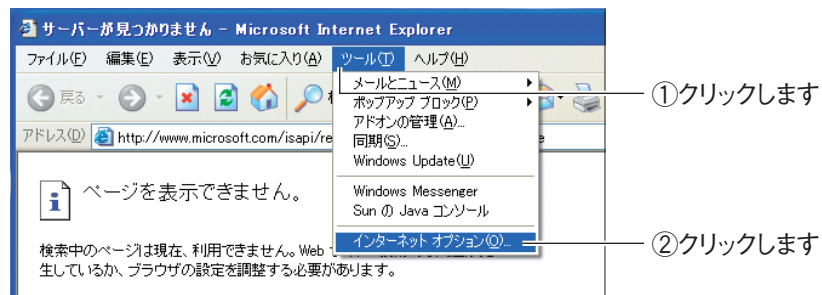 サーバーが見つかりません - Microsoft Internet Explorer
ファイル(F) 編集(E) 表示(V) お気に入り(A) ツール(T) ヘルプ(H)
戻る
メールとニュース(M)
ポップアップ ブロック(P)
アドオンの管理(A)...
同期(S)...
Windows Update(U)
Windows Messenger
Sun の Java コンソール
インターネット オプション(O)...
①クリックします
②クリックします
アドレス(D) http://www.microsoft.com/isapi/re
ページを表示できません。
検索中のページは現在、利用できません。Web
生しているか、ブラウザの設定を調整する必要があります。